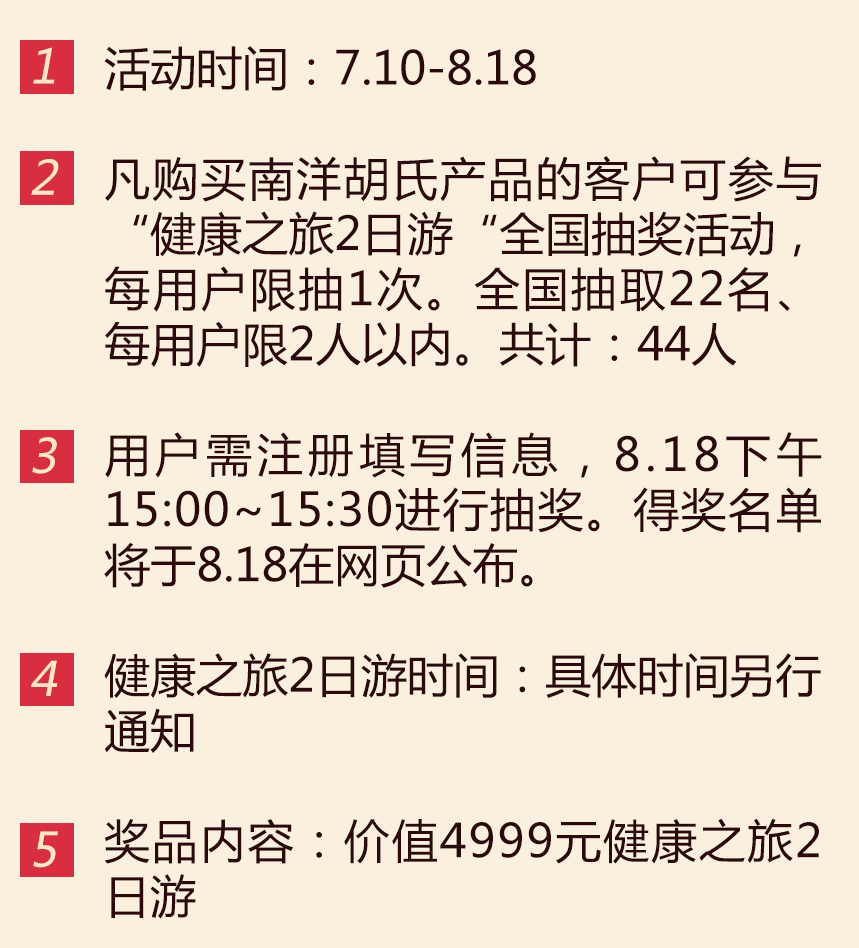 1 活动时间：7.10-8.18
2 凡购买南洋胡氏产品的客户可参与
“健康之旅2日游“全国抽奖活动，
每用户限抽1次。全国抽取22名、
每用户限2人以内。共计：44人
3 用户需注册填写信息，8.18下午
15:00~15:30进行抽奖。得奖名单
将于8.18在网页公布。
4 健康之旅2日游时间：具体时间另行
通知
5 奖品内容：价值4999元健康之旅2
日游